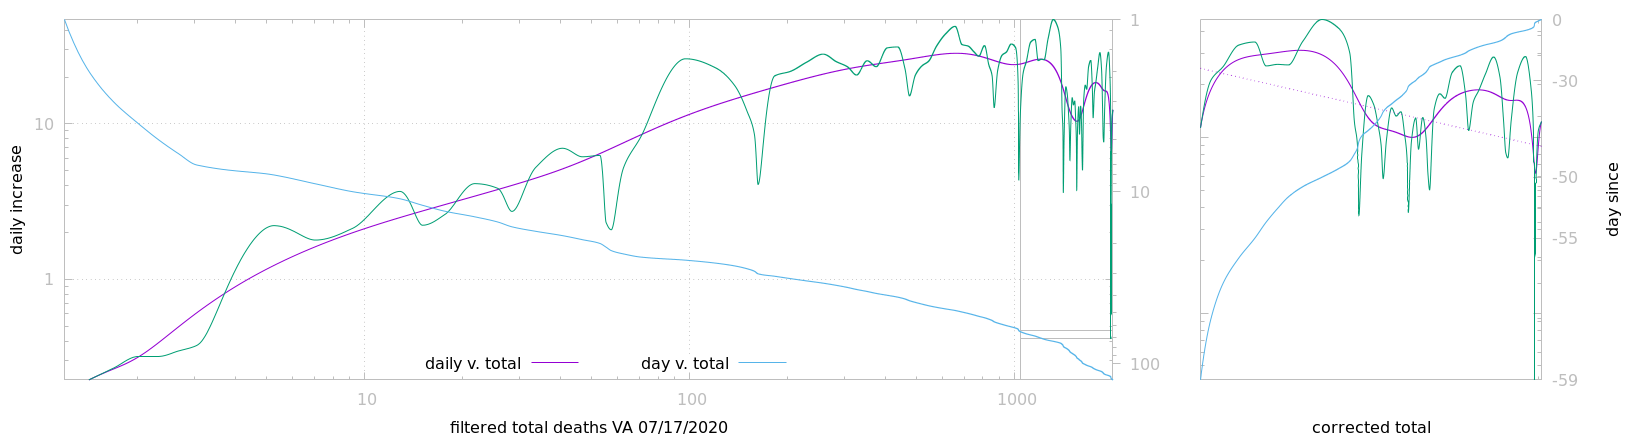 daily increase
10
1
daily v. total
day v. total
10
100
1000
filtered total deaths VA 07/17/2020
1
10
100
0
-30
-50
-55
-59
day since
corrected total